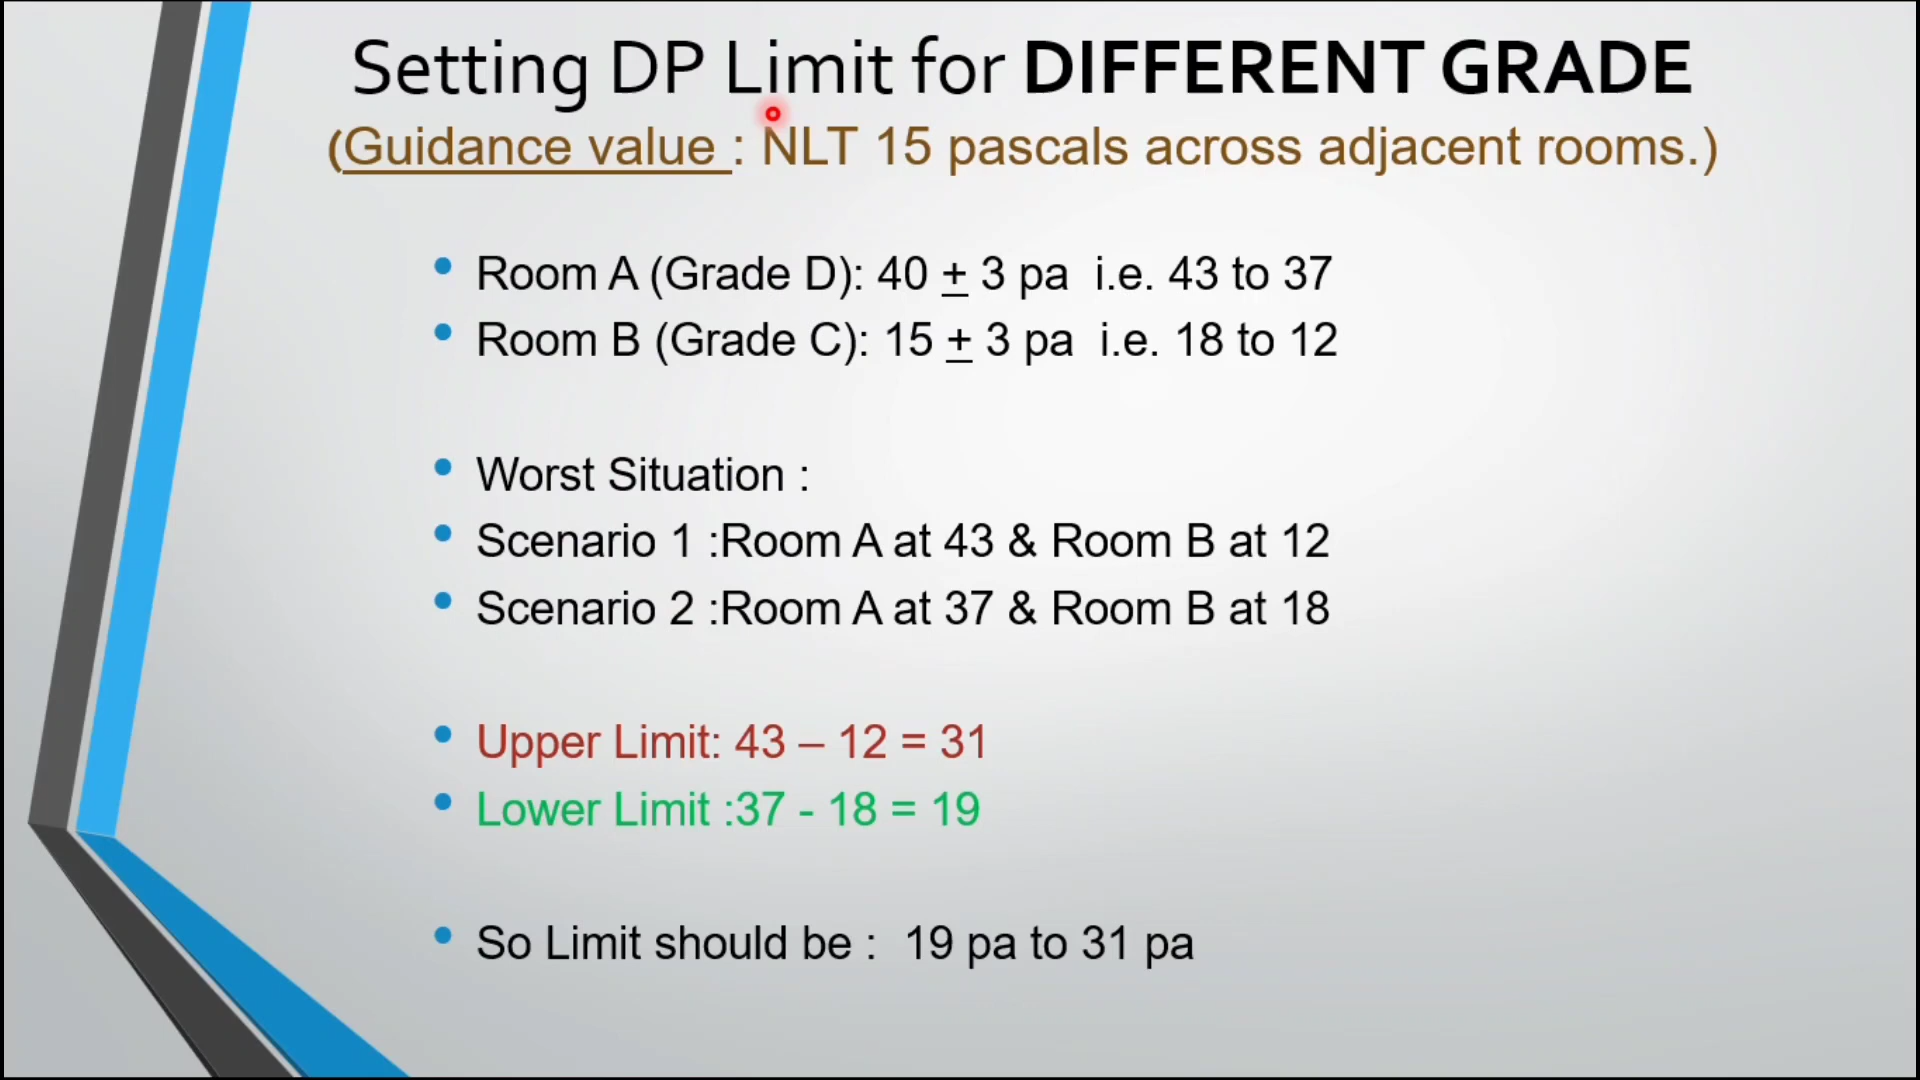 Setting DP Limit for DIFFERENT GRADE
(Guidance value : NLT 15 pascals across adjacent rooms.)
• Room A (Grade D): 40 ± 3 pa i.e. 43 to 37
• Room B (Grade C): 15 ± 3 pa i.e. 18 to 12
• Worst Situation :
• Scenario 1 :Room A at 43 & Room B at 12
• Scenario 2 :Room A at 37 & Room B at 18
• Upper Limit: 43 – 12 = 31
• Lower Limit :37 - 18 = 19
• So Limit should be : 19 pa to 31 pa